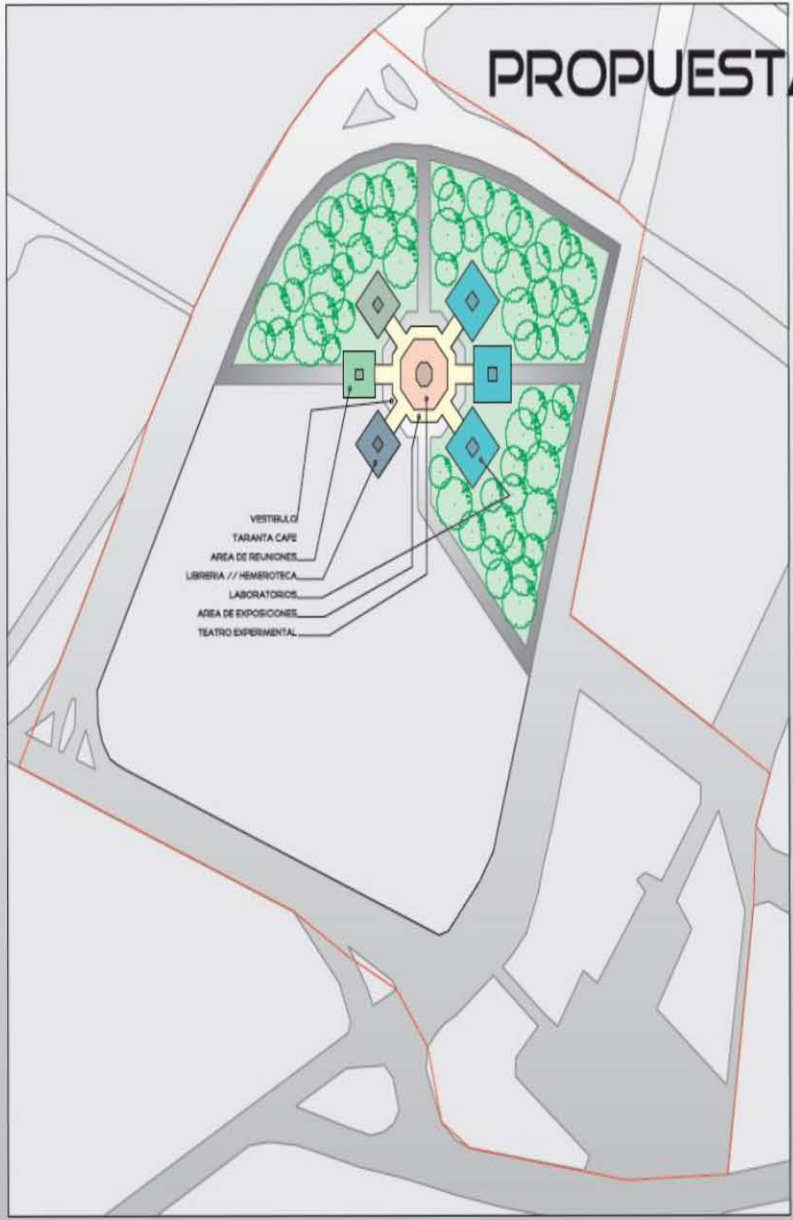 PROPUESTA
VESTIBULO
TARANTA CAFE
AREA DE REUNIONES
LIBRERIA // HEMEROTECA
LABORATORIOS
AREA DE EXPOSICIONES
TEATRO EXPERIMENTAL